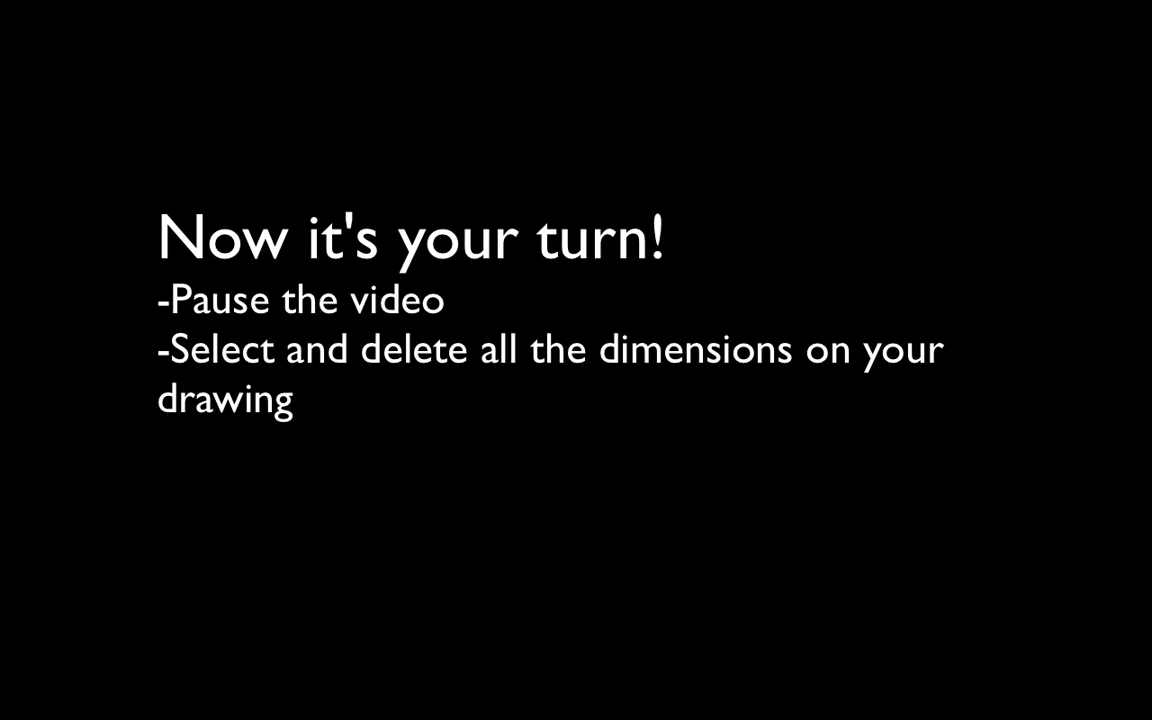 Now it's your turn!
-Pause the video
-Select and delete all the dimensions on your
drawing